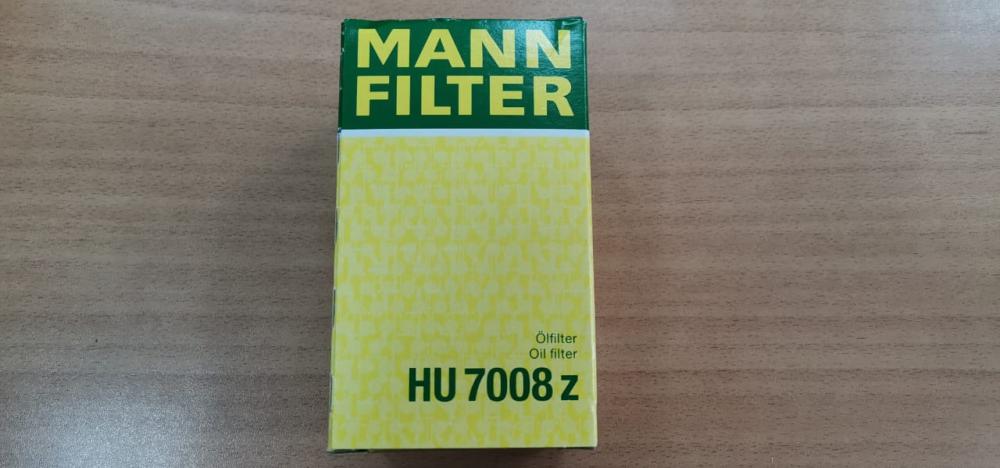 MANN
FILTER
Ölfilter
Oil filter
HU 7008 z